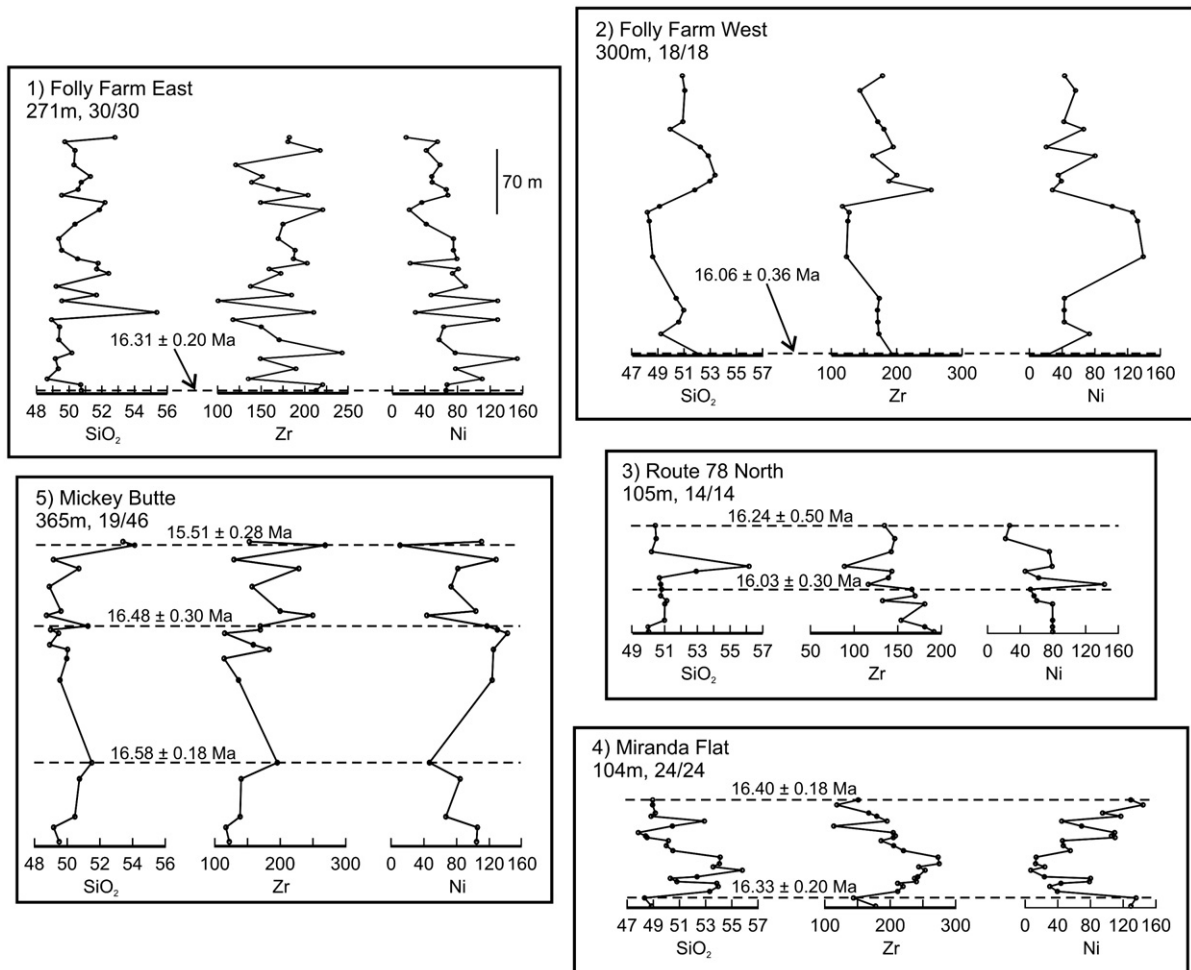 1) Folly Farm East
271m, 30/30
70 m
16.31 ± 0.20 Ma
48 50 52 54 56
100 150 200 250
0 40 80 120 160
SiO₂ Zr Ni
2) Folly Farm West
300m, 18/18
16.06 ± 0.36 Ma
47 49 51 53 55 57
100 200 300
0 40 80 120 160
SiO₂ Zr Ni
5) Mickey Butte
365m, 19/46
15.51 ± 0.28 Ma
16.48 ± 0.30 Ma
16.58 ± 0.18 Ma
48 50 52 54 56
100 200 300
0 40 80 120 160
SiO₂ Zr Ni
3) Route 78 North
105m, 14/14
16.24 ± 0.50 Ma
16.03 ± 0.30 Ma
49 51 53 55 57
50 100 150 200
0 40 80 120 160
SiO₂ Zr Ni
4) Miranda Flat
104m, 24/24
16.40 ± 0.18 Ma
16.33 ± 0.20 Ma
47 49 51 53 55 57
100 200 300
0 40 80 120 160
SiO₂ Zr Ni